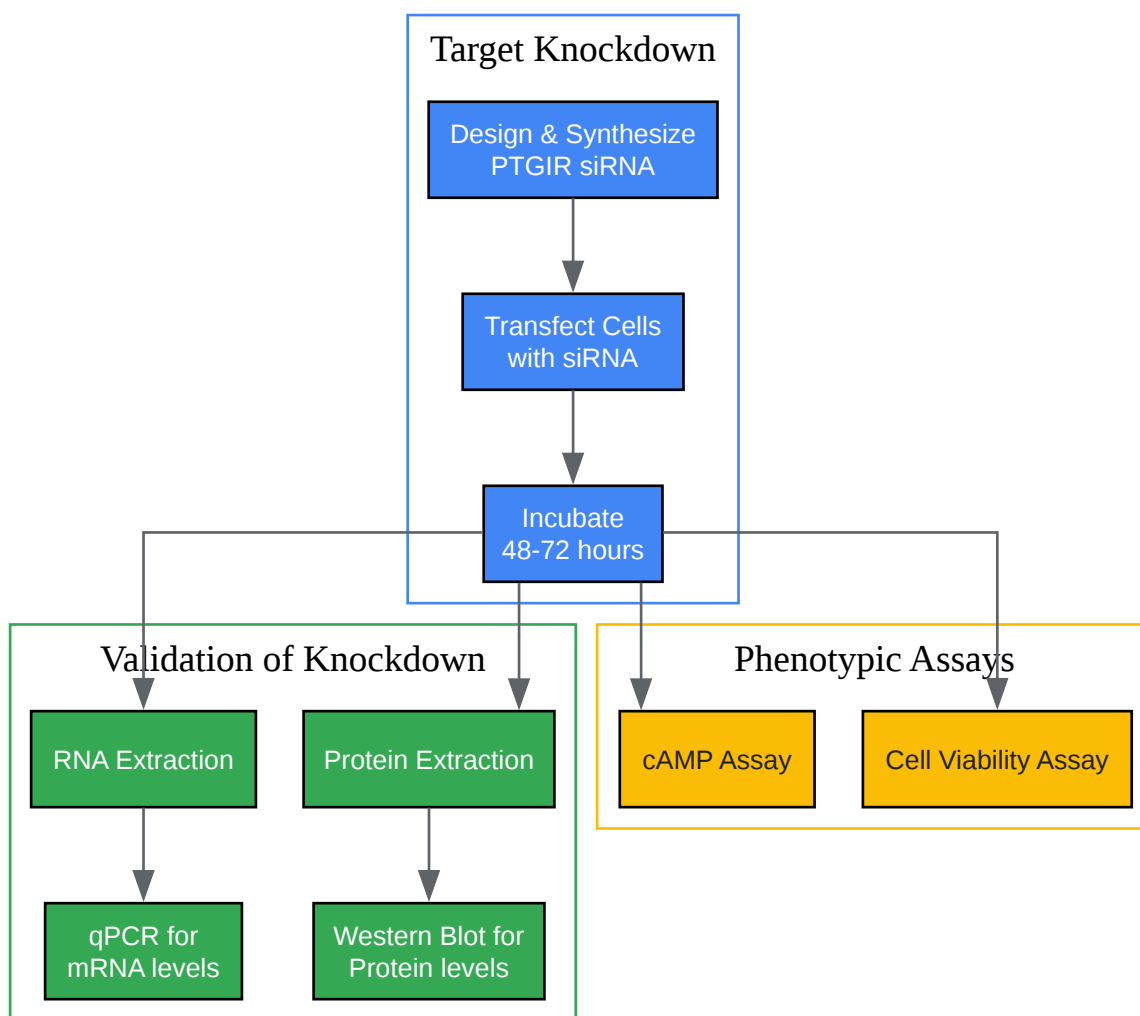 Target Knockdown
Design & Synthesize
PTGIR siRNA
Transfect Cells
with siRNA
Incubate
48-72 hours
Validation of Knockdown
RNA Extraction
Protein Extraction
qPCR for
mRNA levels
Western Blot for
Protein levels
Phenotypic Assays
cAMP Assay
Cell Viability Assay